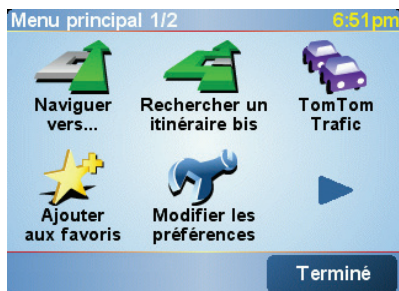 Menu principal 1/2 6:51pm
Naviguer
vers...
Rechercher un
itinéraire bis
TomTom
Trafic
Ajouter
aux favoris
Modifier les
préférences
Terminé